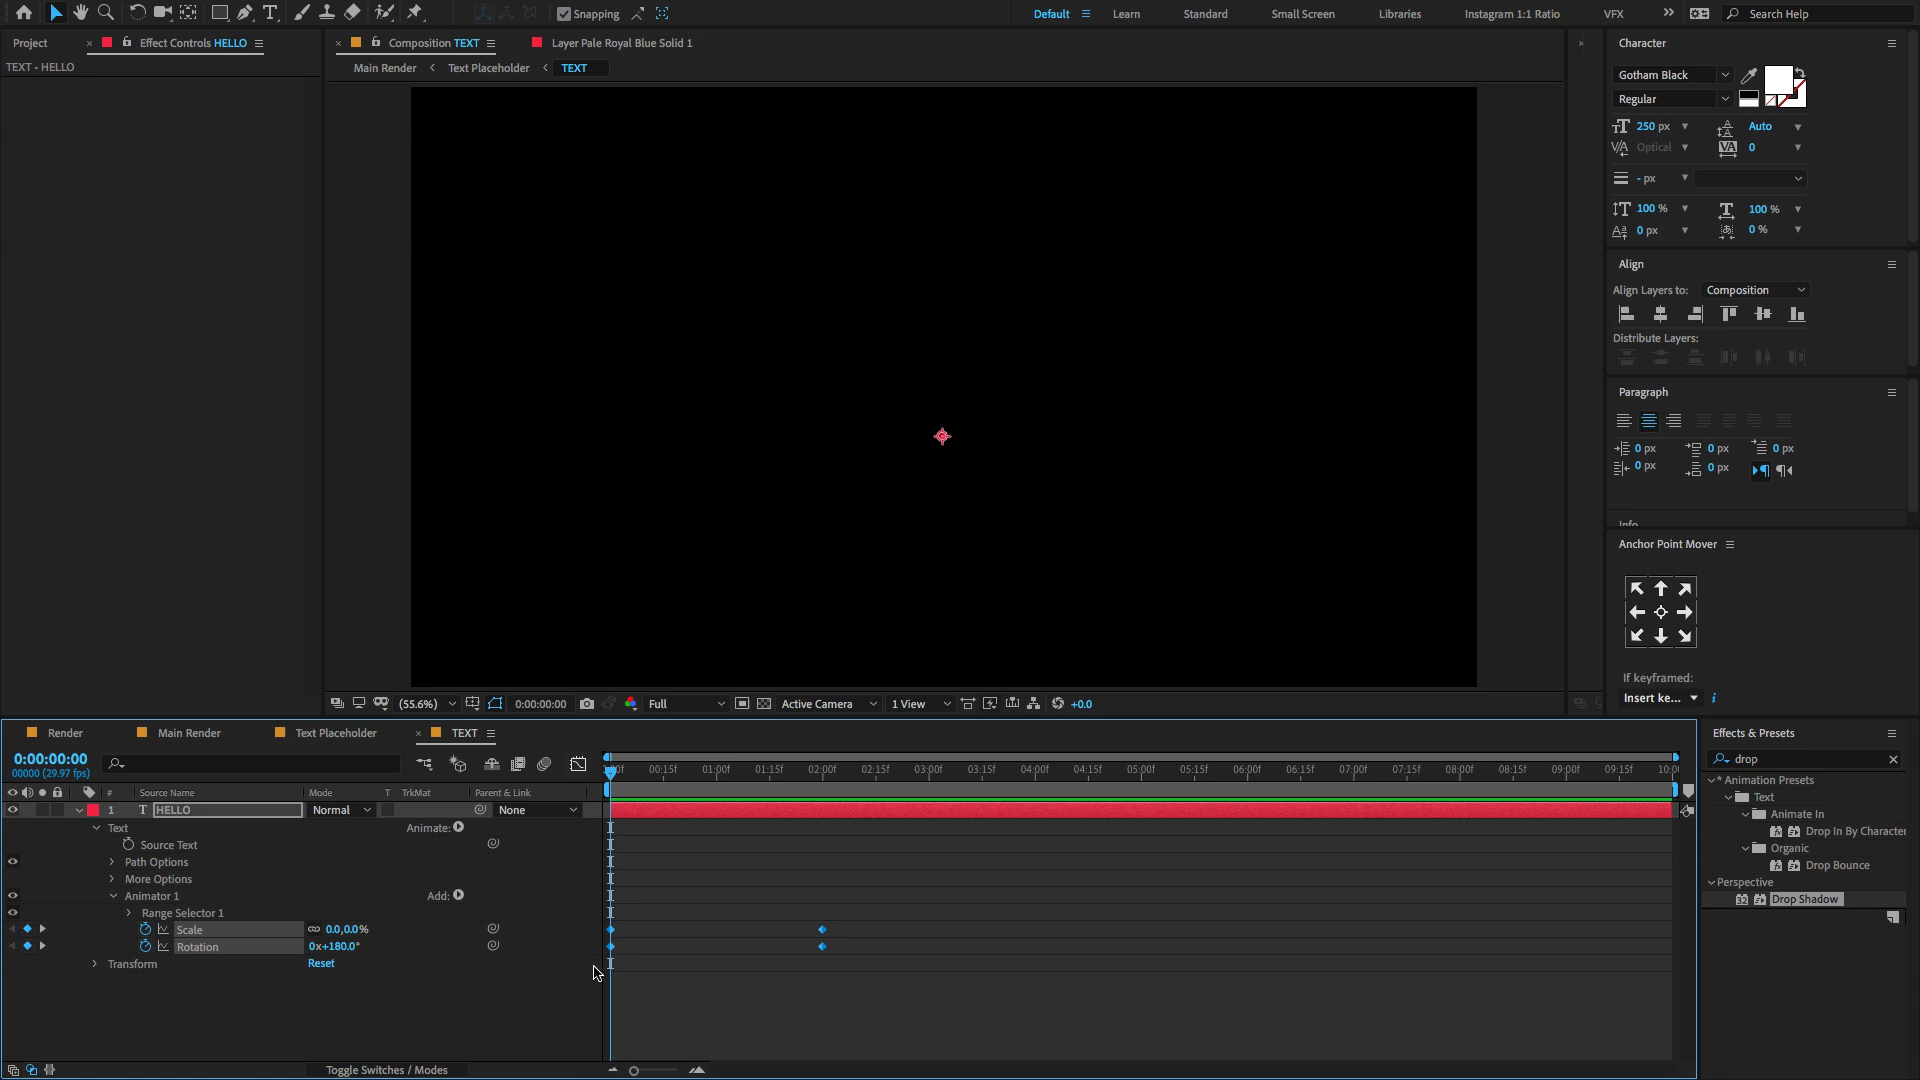 Snapping
Default
Learn
Standard
Small Screen
Libraries
Instagram 1:1 Ratio
VFX
Search Help
Project
Effect Controls HELLO
Composition TEXT
Layer Pale Royal Blue Solid 1
TEXT • HELLO
Main Render
Text Placeholder
TEXT
Character
Gotham Black
Regular
250 px
Auto
Optical
0
- px
100 %
100 %
0 px
0 %
Align
Align Layers to:
Composition
Distribute Layers:
Paragraph
0 px
0 px
0 px
0 px
0 px
Info
Anchor Point Mover
If keyframed:
Insert ke...
(55.6%)
0:00:00:00
Full
Active Camera
1 View
+0.0
Render
Main Render
Text Placeholder
TEXT
0:00:00:00
00000 (29.97 fps)
00:15f
01:00f
01:15f
02:00f
02:15f
03:00f
03:15f
04:00f
04:15f
05:00f
05:15f
06:00f
06:15f
07:00f
07:15f
08:00f
08:15f
09:00f
09:15f
#
Source Name
Mode
T
TrkMat
Parent & Link
1
T
HELLO
Normal
None
Text
Animate:
Source Text
Path Options
More Options
Animator 1
Add:
Range Selector 1
Scale
0.0,0.0%
Rotation
0x+180.0°
Transform
Reset
Toggle Switches / Modes
Effects & Presets
drop
* Animation Presets
Text
Animate In
Drop In By Character
Organic
Drop Bounce
Perspective
32
Drop Shadow